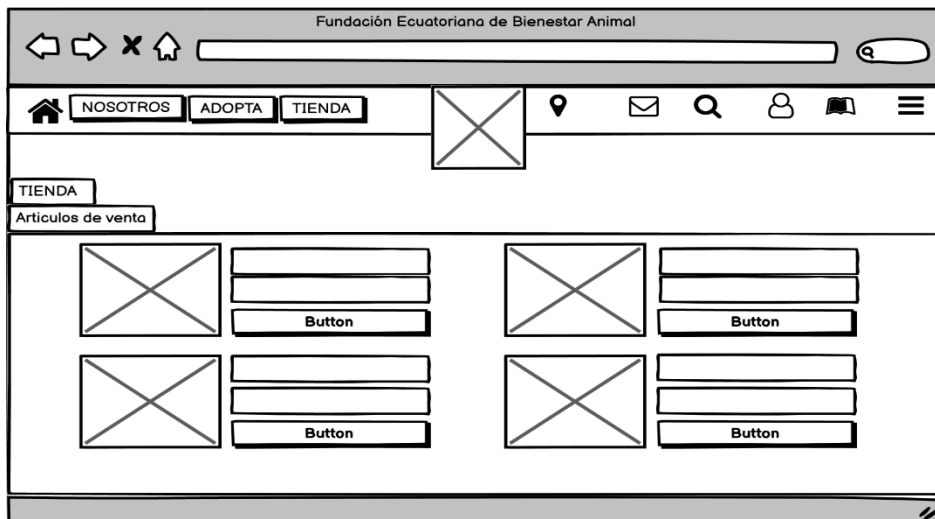 Fundación Ecuatoriana de Bienestar Animal
NOSOTROS ADOPTA TIENDA
TIENDA
Articulos de venta
Button Button
Button Button